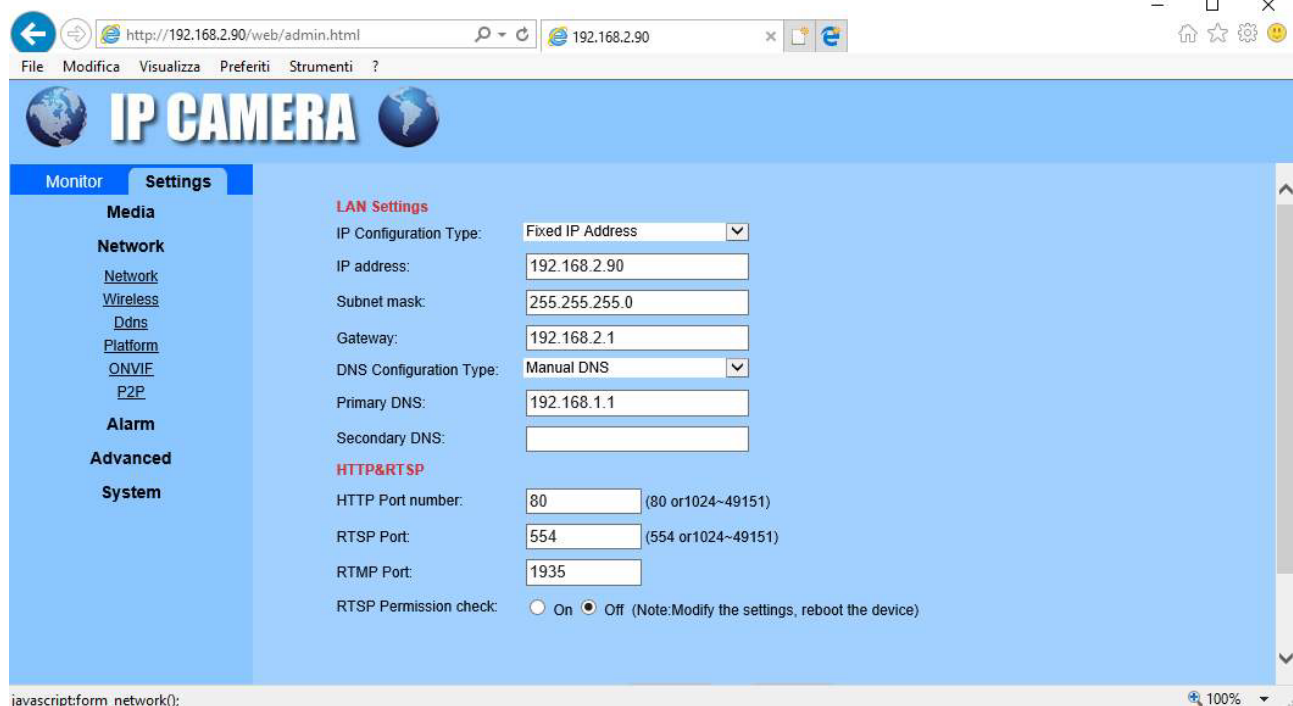 http://192.168.2.90/web/admin.html 192.168.2.90
File Modifica Visualizza Preferiti Strumenti ?
IP CAMERA
Monitor Settings
Media
Network
Network
Wireless
Ddns
Platform
ONVIF
P2P
Alarm
Advanced
System
LAN Settings
IP Configuration Type: Fixed IP Address
IP address: 192.168.2.90
Subnet mask: 255.255.255.0
Gateway: 192.168.2.1
DNS Configuration Type: Manual DNS
Primary DNS: 192.168.1.1
Secondary DNS:
HTTP&RTSP
HTTP Port number: 80 (80 or1024~49151)
RTSP Port: 554 (554 or1024~49151)
RTMP Port: 1935
RTSP Permission check: On Off (Note:Modify the settings, reboot the device)
javascript:form_network(); 100%